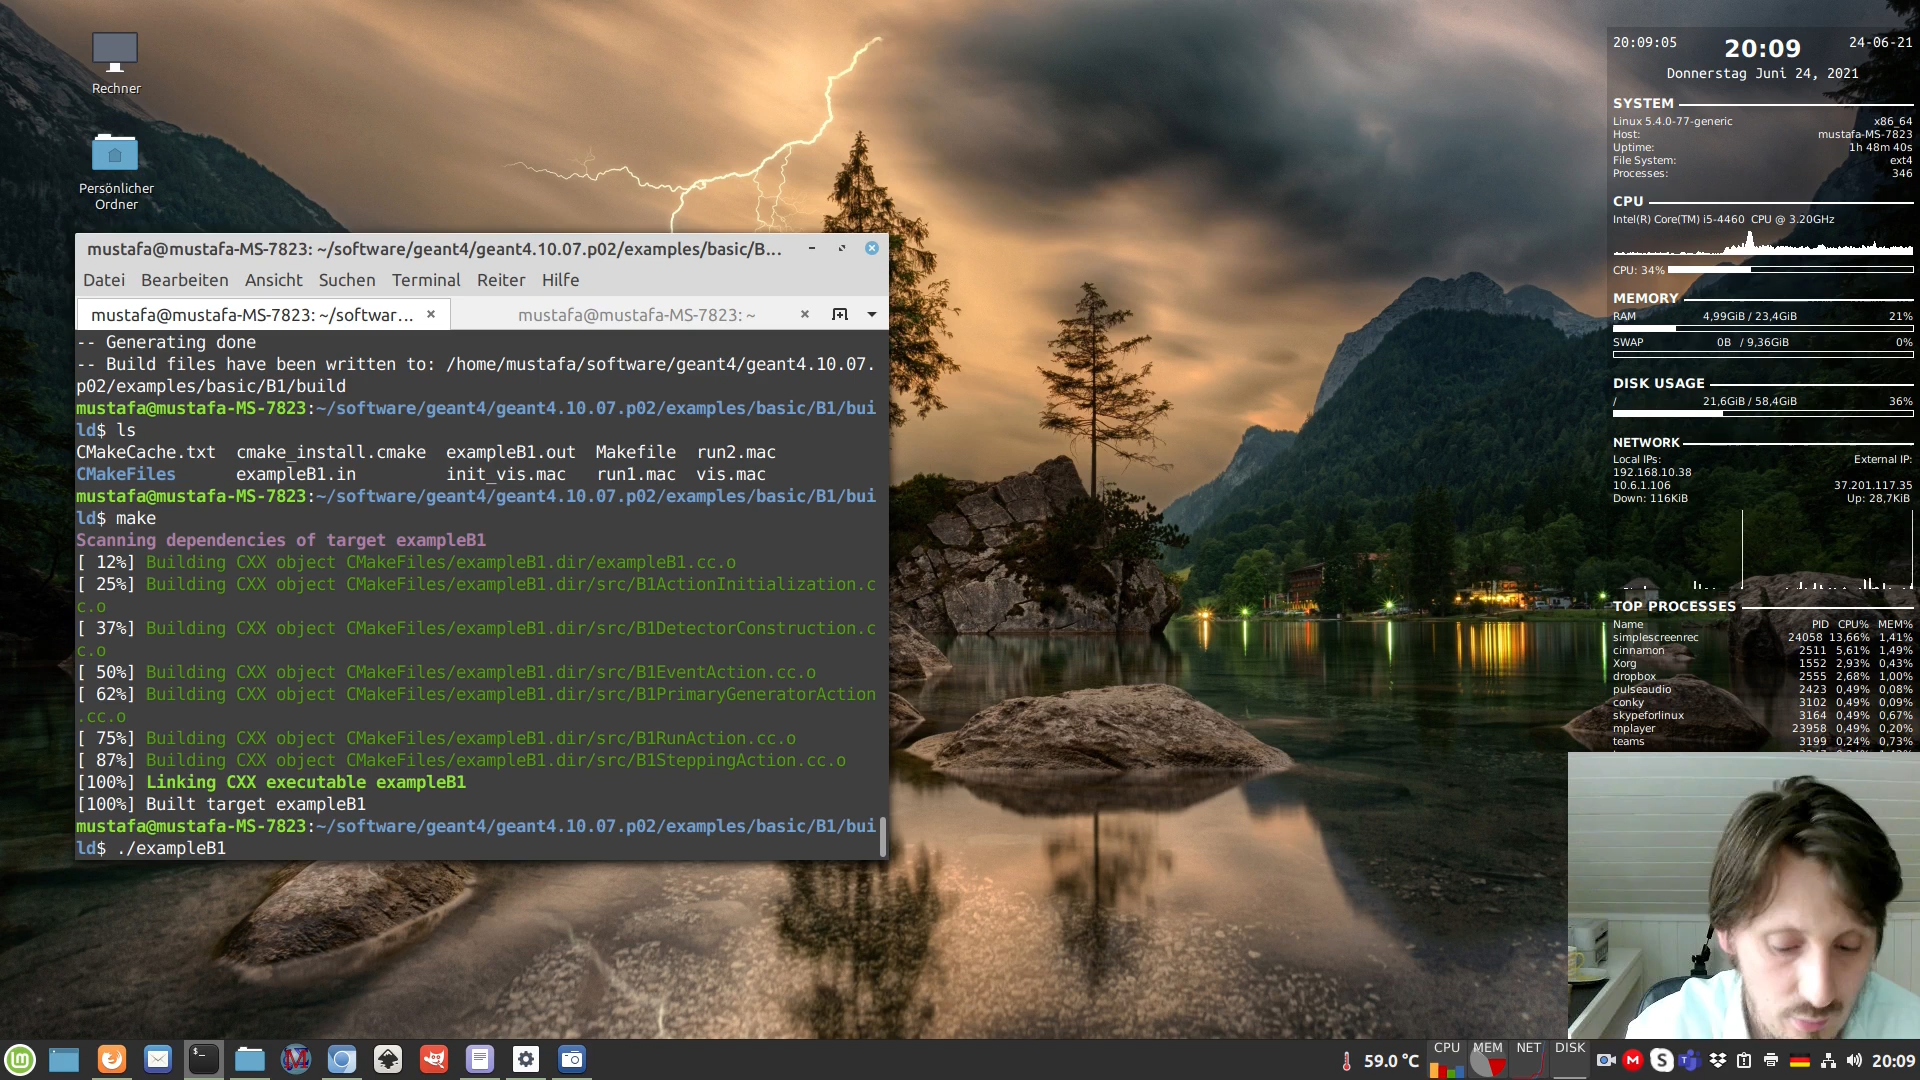 Rechner
Persönlicher
Ordner
mustafa@mustafa-MS-7823: ~/software/geant4/geant4.10.07.p02/examples/basic/B...
Datei Bearbeiten Ansicht Suchen Terminal Reiter Hilfe
mustafa@mustafa-MS-7823: ~/softwar... mustafa@mustafa-MS-7823: ~
-- Generating done
-- Build files have been written to: /home/mustafa/software/geant4/geant4.10.07.
p02/examples/basic/B1/build
mustafa@mustafa-MS-7823:~/software/geant4/geant4.10.07.p02/examples/basic/B1/bui
ld$ ls
CMakeCache.txt cmake_install.cmake exampleB1.out Makefile run2.mac
CMakeFiles exampleB1.in init_vis.mac run1.mac vis.mac
mustafa@mustafa-MS-7823:~/software/geant4/geant4.10.07.p02/examples/basic/B1/bui
ld$ make
Scanning dependencies of target exampleB1
[ 12%] Building CXX object CMakeFiles/exampleB1.dir/exampleB1.cc.o
[ 25%] Building CXX object CMakeFiles/exampleB1.dir/src/B1ActionInitialization.c
c.o
[ 37%] Building CXX object CMakeFiles/exampleB1.dir/src/B1DetectorConstruction.c
c.o
[ 50%] Building CXX object CMakeFiles/exampleB1.dir/src/B1EventAction.cc.o
[ 62%] Building CXX object CMakeFiles/exampleB1.dir/src/B1PrimaryGeneratorAction
.cc.o
[ 75%] Building CXX object CMakeFiles/exampleB1.dir/src/B1RunAction.cc.o
[ 87%] Building CXX object CMakeFiles/exampleB1.dir/src/B1SteppingAction.cc.o
[100%] Linking CXX executable exampleB1
[100%] Built target exampleB1
mustafa@mustafa-MS-7823:~/software/geant4/geant4.10.07.p02/examples/basic/B1/bui
ld$ ./exampleB1
20:09:05 20:09 24-06-21
Donnerstag Juni 24, 2021
SYSTEM
Linux 5.4.0-77-generic x86_64
Host: mustafa-MS-7823
Uptime: 1h 48m 40s
File System: ext4
Processes: 346
CPU
Intel(R) Core(TM) i5-4460 CPU @ 3.20GHz
CPU: 34%
MEMORY
RAM 4,99GiB / 23,4GiB 21%
SWAP 0B / 9,36GiB 0%
DISK USAGE
/ 21,6GiB / 58,4GiB 36%
NETWORK
Local IPs: External IP:
192.168.10.38
10.6.1.106 37.201.117.35
Down: 116KiB Up: 28,7KiB
TOP PROCESSES
Name PID CPU% MEM%
simplescreenrec 24058 13,66% 1,41%
cinnamon 2511 5,61% 1,49%
Xorg 1552 2,93% 0,43%
dropbox 2555 2,68% 1,00%
pulseaudio 2423 0,49% 0,08%
conky 3102 0,49% 0,09%
skypeforlinux 3164 0,49% 0,67%
mplayer 23958 0,49% 0,20%
teams 3199 0,24% 0,73%
59.0 °C CPU MEM NET DISK 20:09